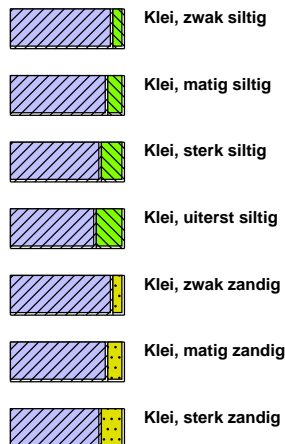 Klei, zwak siltig
Klei, matig siltig
Klei, sterk siltig
Klei, uiterst siltig
Klei, zwak zandig
Klei, matig zandig
Klei, sterk zandig